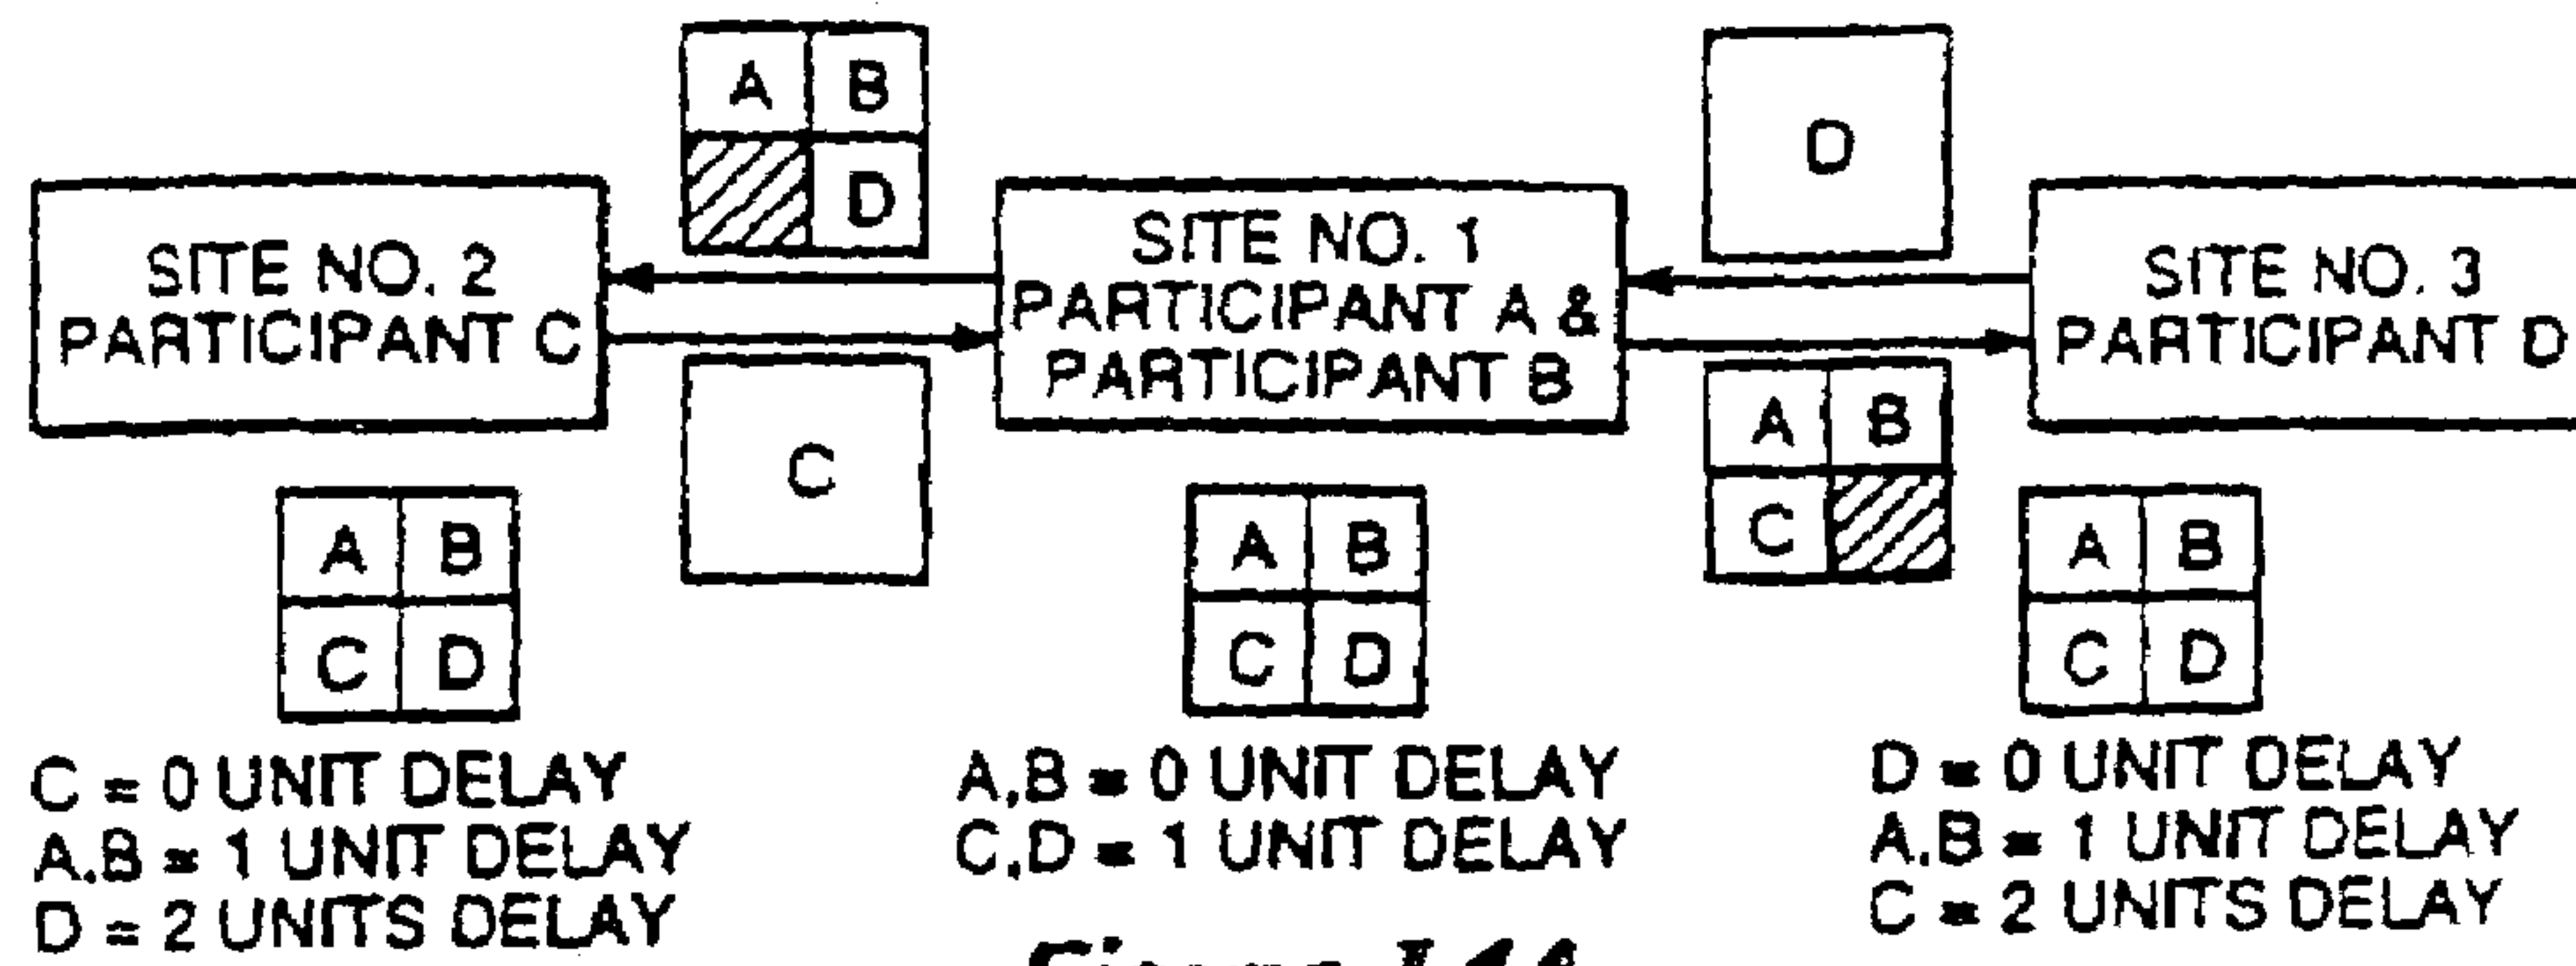 A B
D
D
SITE NO. 2
PARTICIPANT C
SITE NO. 1
PARTICIPANT A &
PARTICIPANT B
SITE NO. 3
PARTICIPANT D
C
A B
C
A B
C D
A B
C D
A B
C D
C = 0 UNIT DELAY
A,B = 1 UNIT DELAY
D = 2 UNITS DELAY
A,B = 0 UNIT DELAY
C,D = 1 UNIT DELAY
D = 0 UNIT DELAY
A,B = 1 UNIT DELAY
C = 2 UNITS DELAY